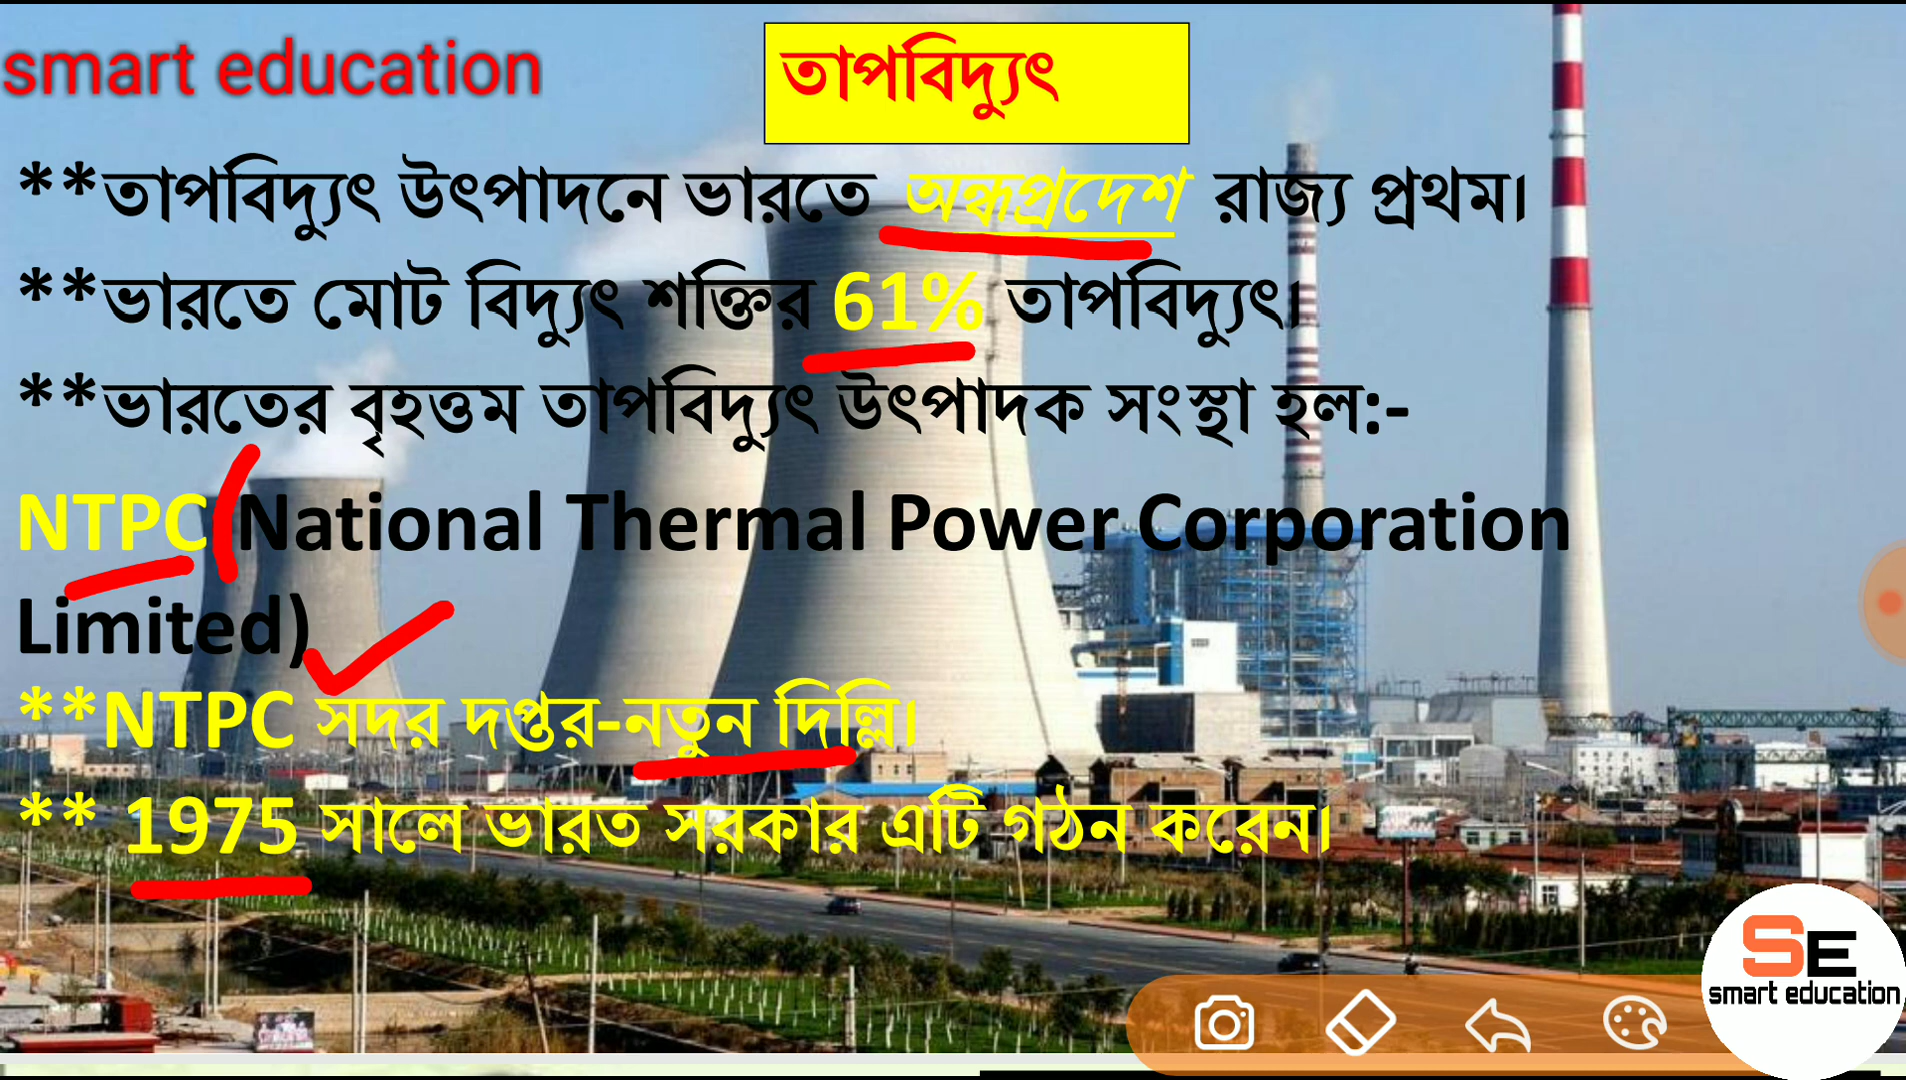 smart education
তাপবিদ্যুৎ
**তাপবিদ্যুৎ উৎপাদনে ভারতে অন্ধপ্রদেশ রাজ্য প্রথম।
**ভারতে মোট বিদ্যুৎ শক্তির 61% তাপবিদ্যুৎ।
**ভারতের বৃহত্তম তাপবিদ্যুৎ উৎপাদক সংস্থা হল:-
NTPC(National Thermal Power Corporation
Limited)
**NTPC সদর দপ্তর-নতুন দিল্লি।
** 1975 সালে ভারত সরকার এটি গঠন করেন।
SE
smart education